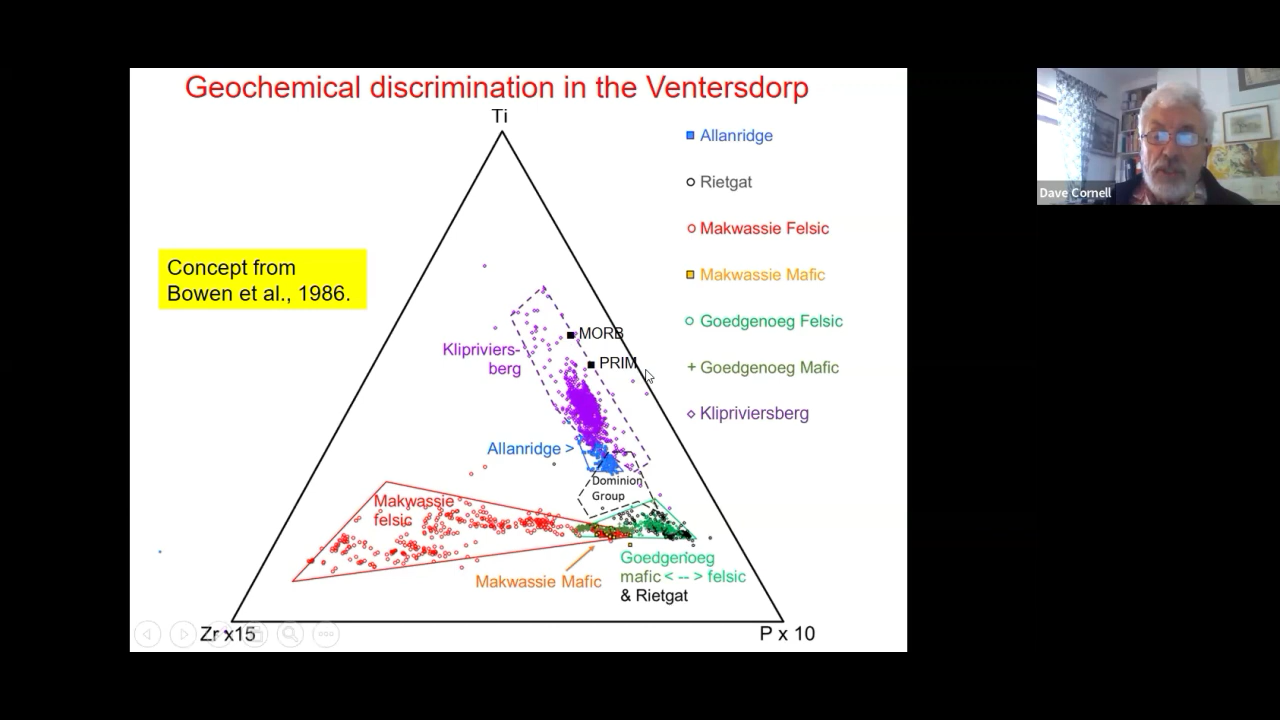 Geochemical discrimination in the Ventersdorp
Ti
Allanridge
Rietgat
Makwassie Felsic
Makwassie Mafic
Goedgenoeg Felsic
Goedgenoeg Mafic
Klipriviersberg
Concept from
Bowen et al., 1986.
MORB
PRIM
Klipriviers-
berg
Allanridge >
Dominion
Group
Makwassie
felsic
Makwassie Mafic
Goedgenoeg
mafic < -- > felsic
& Rietgat
Zr x15
P x 10
Dave Cornell